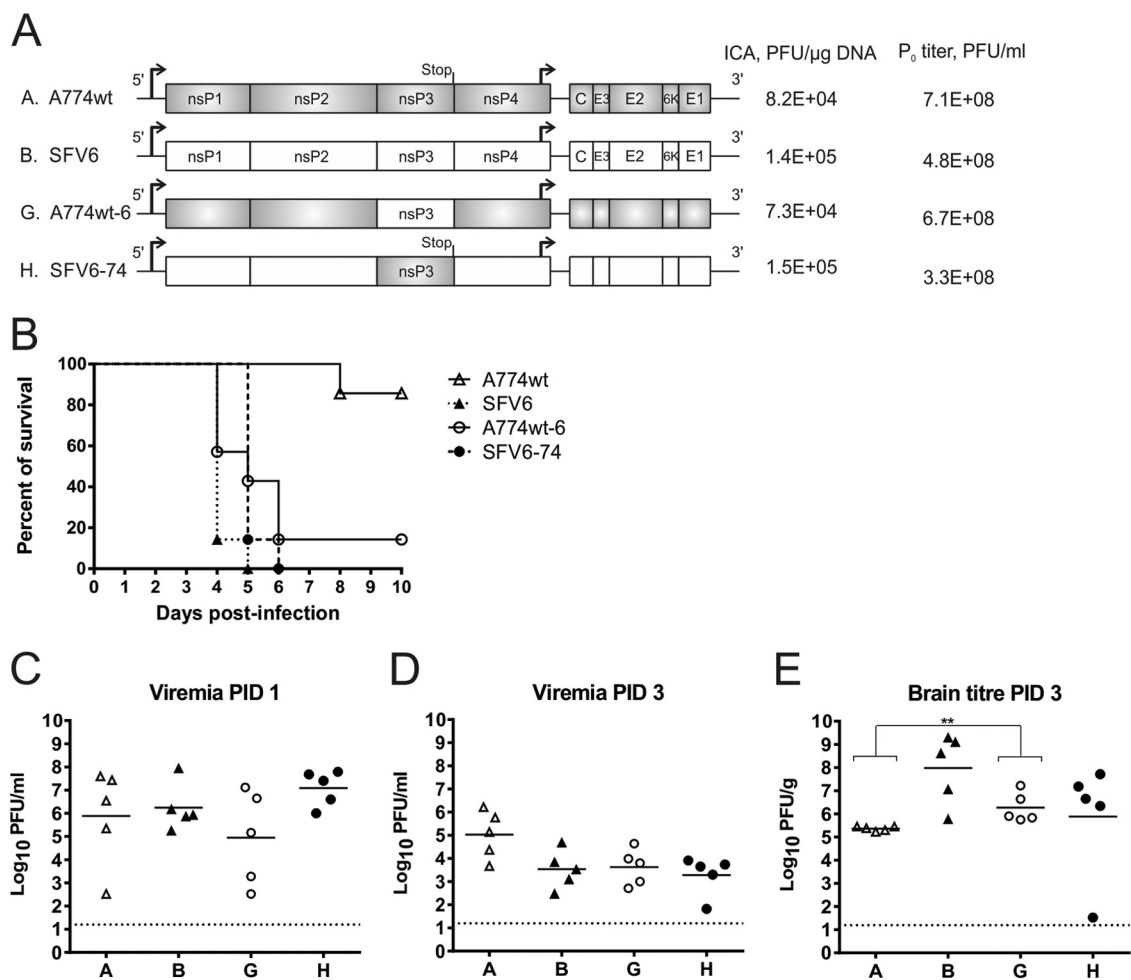 A
ICA, PFU/µg DNA P₀ titer, PFU/ml
A. A774wt 5' nsP1 nsP2 nsP3 Stop nsP4 C E3 E2 6K E1 3' 8.2E+04 7.1E+08
B. SFV6 5' nsP1 nsP2 nsP3 nsP4 C E3 E2 6K E1 3' 1.4E+05 4.8E+08
G. A774wt-6 5' nsP3 3' 7.3E+04 6.7E+08
H. SFV6-74 5' nsP3 Stop 3' 1.5E+05 3.3E+08
B
Percent of survival
100
80
60
40
20
0
0 1 2 3 4 5 6 7 8 9 10
Days post-infection
A774wt
SFV6
A774wt-6
SFV6-74
C
Viremia PID 1
Log₁₀ PFU/ml
10
9
8
7
6
5
4
3
2
1
0
A B G H
D
Viremia PID 3
Log₁₀ PFU/ml
10
9
8
7
6
5
4
3
2
1
0
A B G H
E
Brain titre PID 3
**
Log₁₀ PFU/g
10
9
8
7
6
5
4
3
2
1
0
A B G H